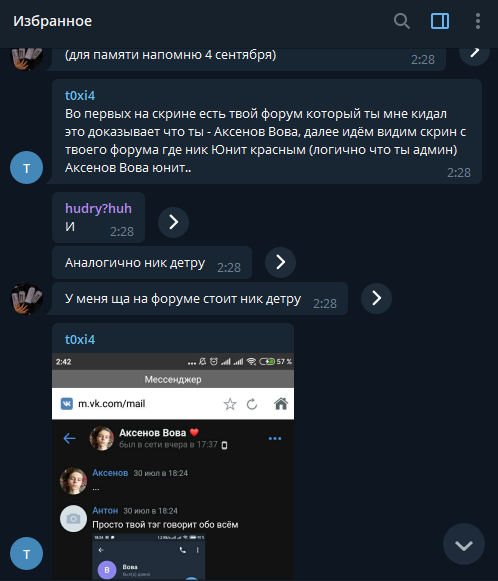 Избранное
(для памяти напомню 4 сентября)
2:28
t0xi4
Во первых на скрине есть твой форум который ты мне кидал
это доказывает что ты - Аксенов Вова, далее идём видим скрин с
твоего форума где ник Юнит красным (логично что ты админ)
Аксенов Вова юнит..
2:28
hudry?huh
И
2:28
Аналогично ник детру
2:28
У меня ща на форуме стоит ник детру
2:28
t0xi4
2:42
57 %
Мессенджер
m.vk.com/mail
Аксенов Вова ❤
был в сети вчера в 17:37
Аксенов 30 июл в 18:24
...
Антон 30 июл в 18:24
Просто твой тэг говорит обо всём
В
Вова
был(а) давно
T
T